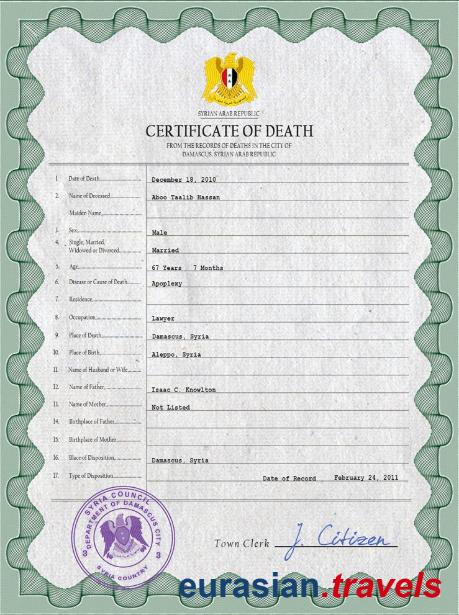 SYRIAN ARAB REPUBLIC
CERTIFICATE OF DEATH
FROM THE RECORDS OF DEATHS IN THE CITY OF
DAMASCUS, SYRIAN ARAB REPUBLIC
1. Date of Death December 18, 2010
2. Name of Deceased Aboo Taalib Hassan
Maiden Name
3. Sex Male
4. Single, Married,
Widowed or Divorced Married
5. Age 67 Years 7 Months
6. Disease or Cause of Death Apoplexy
7. Residence
8. Occupation Lawyer
9. Place of Death Damascus, Syria
10. Place of Birth Aleppo, Syria
11. Name of Husband or Wife
12. Name of Father Isaac C. Knowlton
13. Name of Mother Not Listed
14. Birthplace of Father
15. Birthplace of Mother
16. Place of Disposition Damascus, Syria
17. Type of Disposition Date of Record February 24, 2011
SYRIA COUNCIL
DEPARTMENT OF DAMASCUS CITY
SYRIA COUNTRY
Town Clerk J. Citizen
eurasian.travels